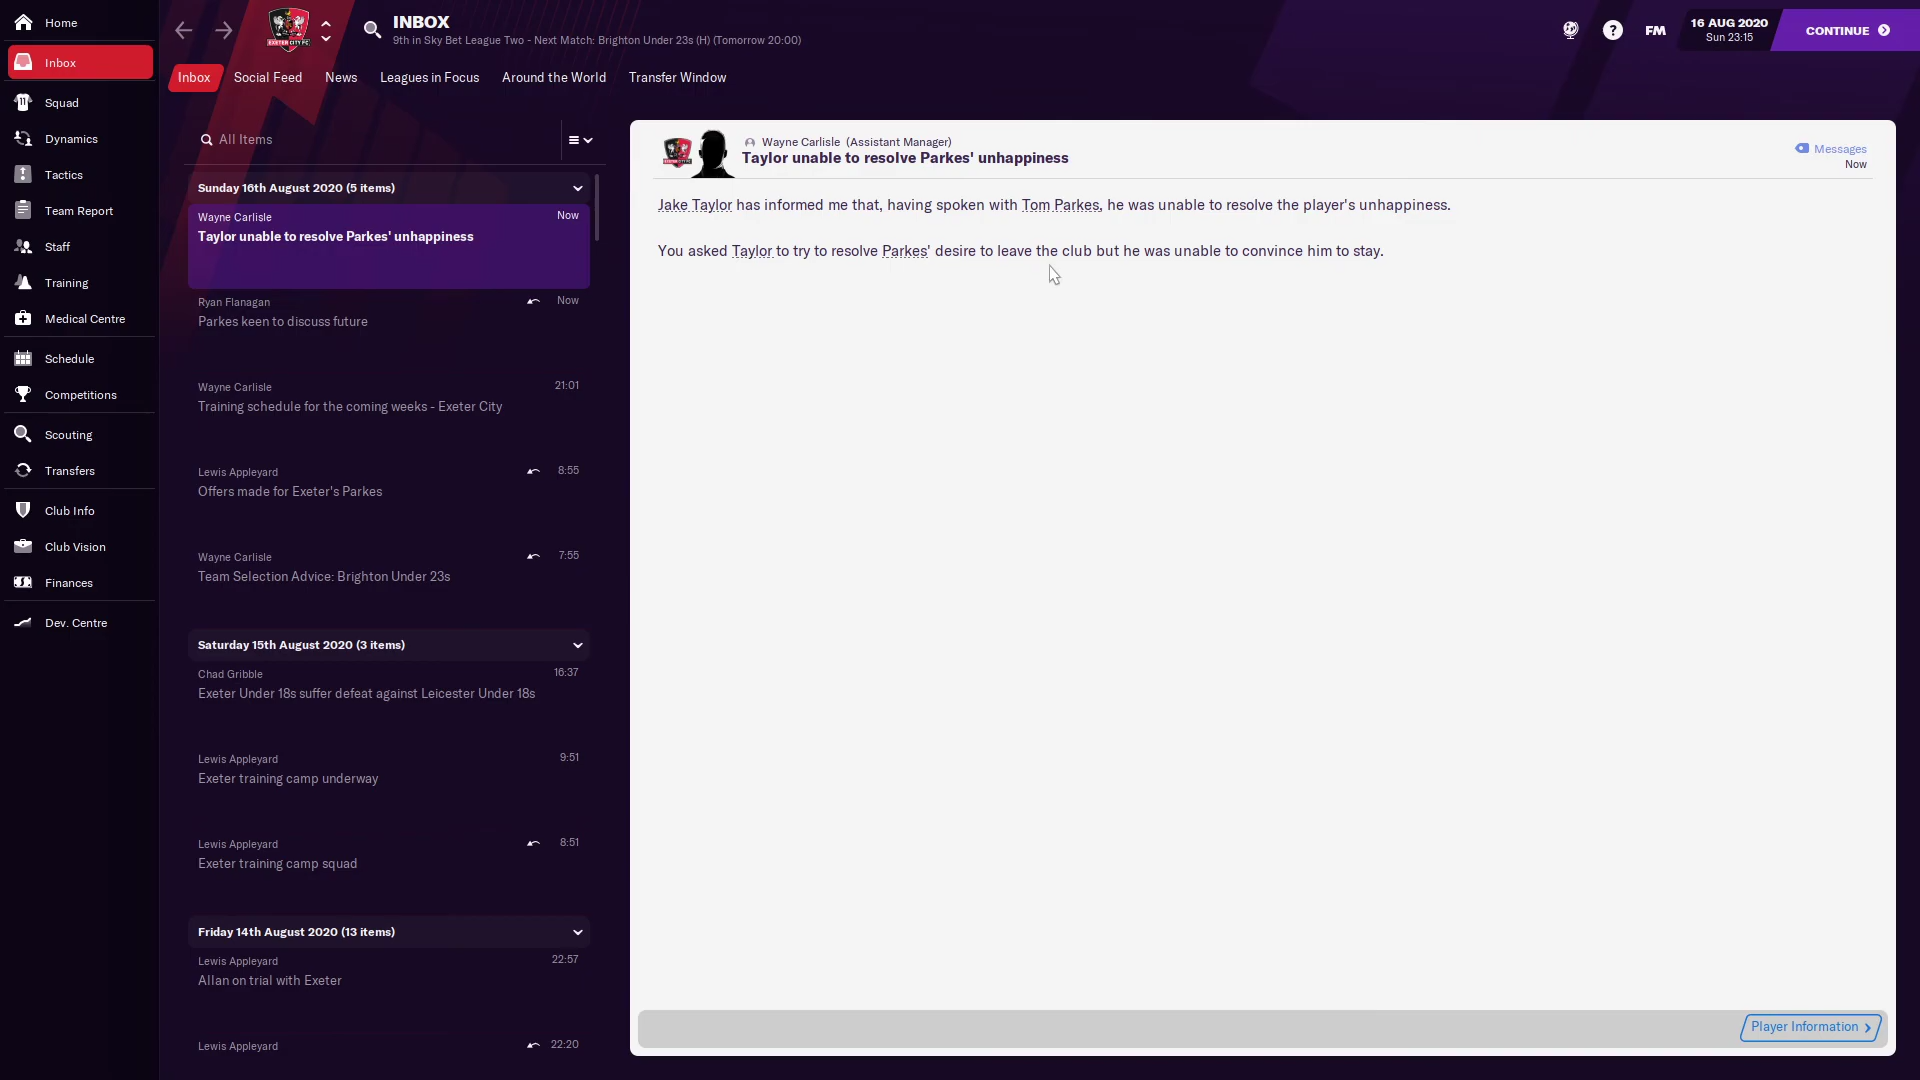 Home
Inbox
Squad
Dynamics
Tactics
Team Report
Staff
Training
Medical Centre
Schedule
Competitions
Scouting
Transfers
Club Info
Club Vision
Finances
Dev. Centre
EXETER CITY FC
INBOX
9th in Sky Bet League Two - Next Match: Brighton Under 23s (H) (Tomorrow 20:00)
FM
16 AUG 2020
Sun 23:15
CONTINUE
Inbox Social Feed News Leagues in Focus Around the World Transfer Window
All Items
Sunday 16th August 2020 (5 items)
Wayne Carlisle Now
Taylor unable to resolve Parkes' unhappiness
Ryan Flanagan Now
Parkes keen to discuss future
Wayne Carlisle 21:01
Training schedule for the coming weeks - Exeter City
Lewis Appleyard 8:55
Offers made for Exeter's Parkes
Wayne Carlisle 7:55
Team Selection Advice: Brighton Under 23s
Saturday 15th August 2020 (3 items)
Chad Gribble 16:37
Exeter Under 18s suffer defeat against Leicester Under 18s
Lewis Appleyard 9:51
Exeter training camp underway
Lewis Appleyard 8:51
Exeter training camp squad
Friday 14th August 2020 (13 items)
Lewis Appleyard 22:57
Allan on trial with Exeter
Lewis Appleyard 22:20
Wayne Carlisle (Assistant Manager)
Taylor unable to resolve Parkes' unhappiness
Messages
Now
Jake Taylor has informed me that, having spoken with Tom Parkes, he was unable to resolve the player's unhappiness.
You asked Taylor to try to resolve Parkes' desire to leave the club but he was unable to convince him to stay.
Player Information